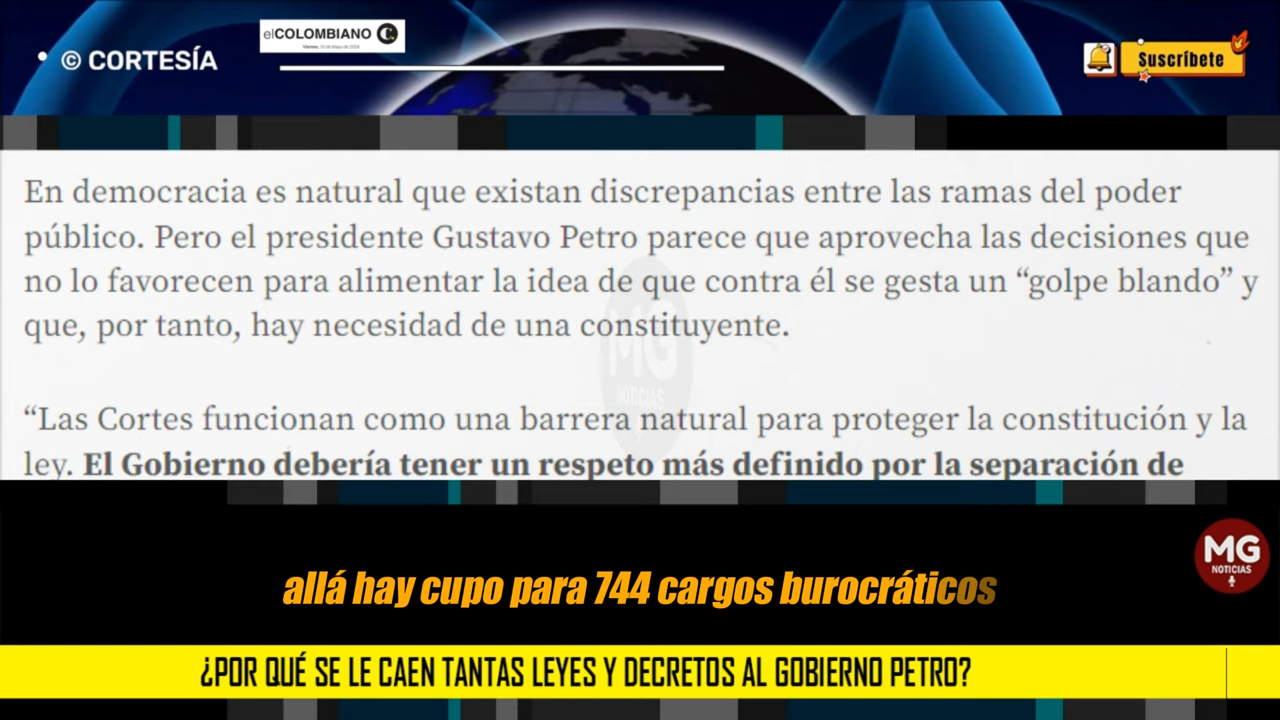 © CORTESÍA
elCOLOMBIANO C
Suscríbete
En democracia es natural que existan discrepancias entre las ramas del poder
público. Pero el presidente Gustavo Petro parece que aprovecha las decisiones que
no lo favorecen para alimentar la idea de que contra él se gesta un “golpe blando” y
que, por tanto, hay necesidad de una constituyente.
“Las Cortes funcionan como una barrera natural para proteger la constitución y la
ley. El Gobierno debería tener un respeto más definido por la separación de
MG
NOTICIAS
allá hay cupo para 744 cargos burocráticos
MG
NOTICIAS
¿POR QUÉ SE LE CAEN TANTAS LEYES Y DECRETOS AL GOBIERNO PETRO?